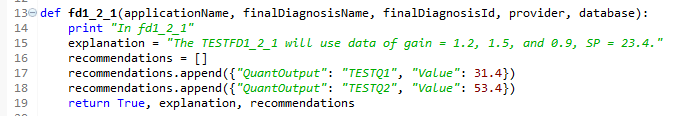 13 def fd1_2_1(applicationName, finalDiagnosisName, finalDiagnosisId, provider, database):
14     print "In fd1_2_1"
15     explanation = "The TESTFD1_2_1 will use data of gain = 1.2, 1.5, and 0.9, SP = 23.4."
16     recommendations = []
17     recommendations.append({"QuantOutput": "TESTQ1", "Value": 31.4})
18     recommendations.append({"QuantOutput": "TESTQ2", "Value": 53.4})
19     return True, explanation, recommendations